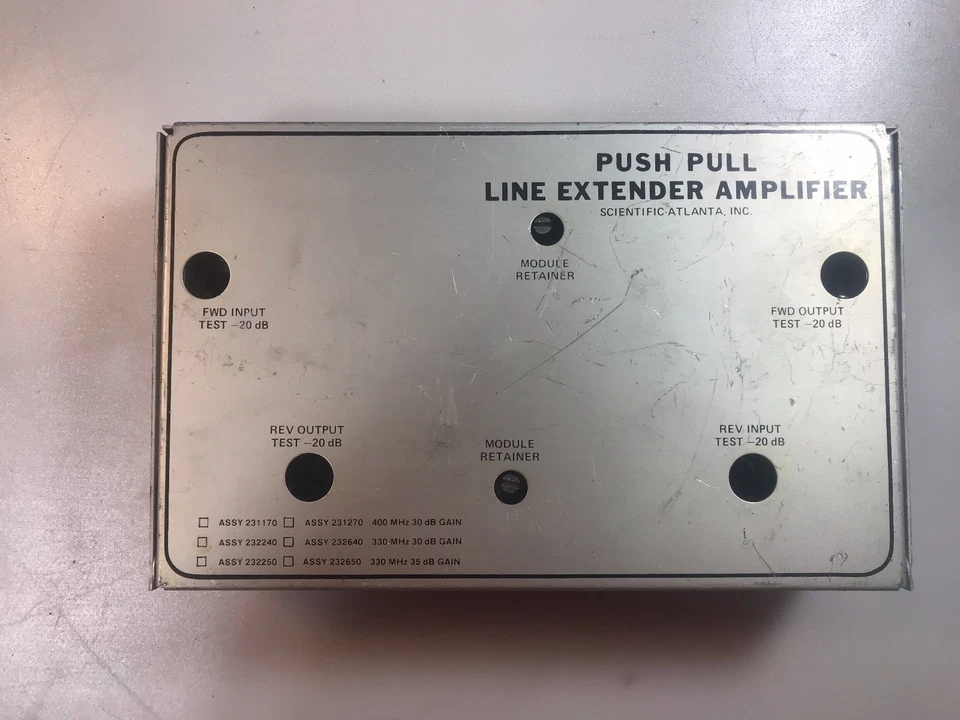 PUSH PULL
LINE EXTENDER AMPLIFIER
SCIENTIFIC-ATLANTA, INC.
MODULE
RETAINER
FWD INPUT
TEST –20 dB
FWD OUTPUT
TEST –20 dB
REV OUTPUT
TEST –20 dB
MODULE
RETAINER
REV INPUT
TEST –20 dB
ASSY 231170 ASSY 231270 400 MHz 30 dB GAIN
ASSY 232240 ASSY 232640 330 MHz 30 dB GAIN
ASSY 232250 ASSY 232650 330 MHz 35 dB GAIN